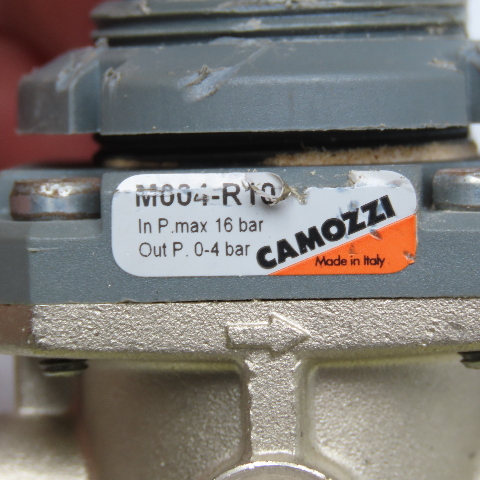 M004-R10
In P.max 16 bar
Out P. 0-4 bar
CAMOZZI
Made in Italy